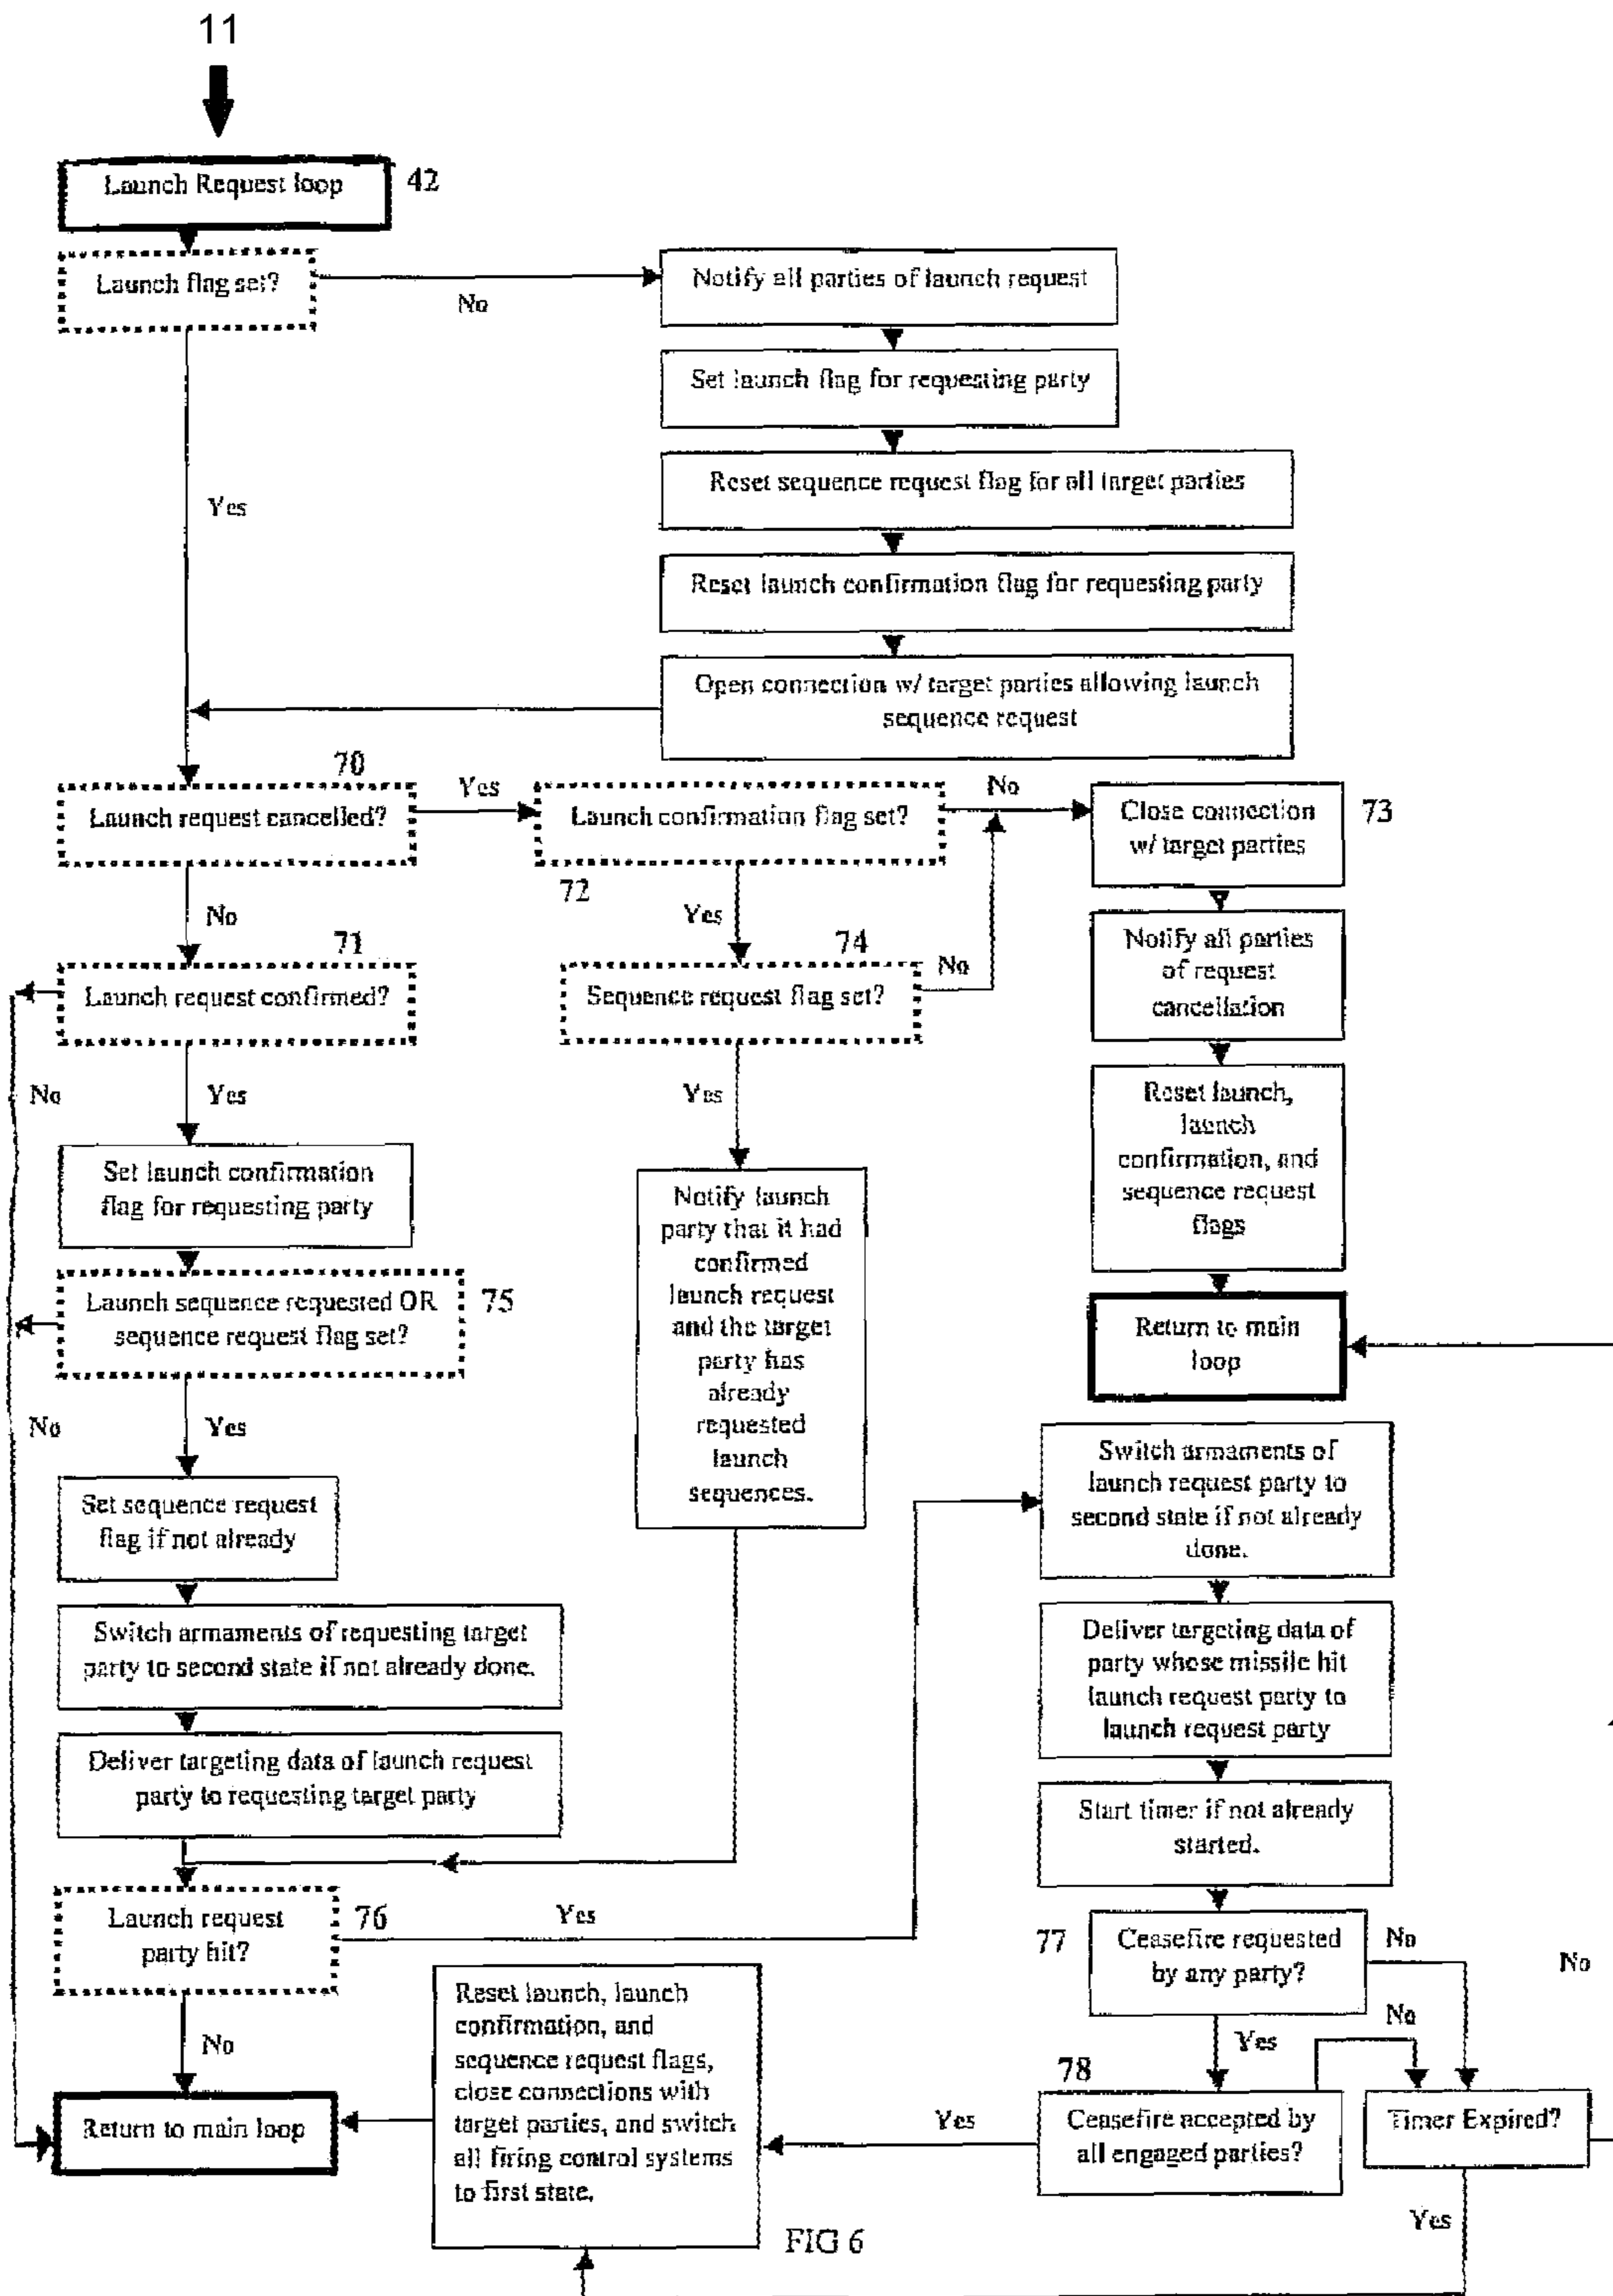 11
Launch Request loop
42
Launch flag set?
No
Notify all parties of launch request
Set launch flag for requesting party
Reset sequence request flag for all target parties
Yes
Reset launch confirmation flag for requesting party
Open connection w/ target parties allowing launch
sequence request
70
Launch request cancelled?
Yes
Launch confirmation flag set?
72
No
Close connection
w/ target parties
73
No
Yes
71
Launch request confirmed?
74
Sequence request flag set?
No
Notify all parties
of request
cancellation
No
Yes
Yes
Reset launch,
launch
confirmation, and
sequence request
flags
Set launch confirmation
flag for requesting party
Notify launch
party that it had
confirmed
launch request
and the target
party has
already
requested
launch
sequences.
Launch sequence requested OR
sequence request flag set?
75
Return to main
loop
No
Yes
Set sequence request
flag if not already
Switch armaments of
launch request party to
second state if not already
done.
Switch armaments of requesting target
party to second state if not already done.
Deliver targeting data of
party whose missile hit
launch request party to
launch request party
Deliver targeting data of launch request
party to requesting target party
Start timer if not already
started.
Launch request
party hit?
76
Yes
77
Ceasefire requested
by any party?
No
No
No
Yes
No
Reset launch, launch
confirmation, and
sequence request flags,
close connections with
target parties, and switch
all firing control systems
to first state.
78
Return to main loop
Yes
Ceasefire accepted by
all engaged parties?
Timer Expired?
Yes
FIG 6